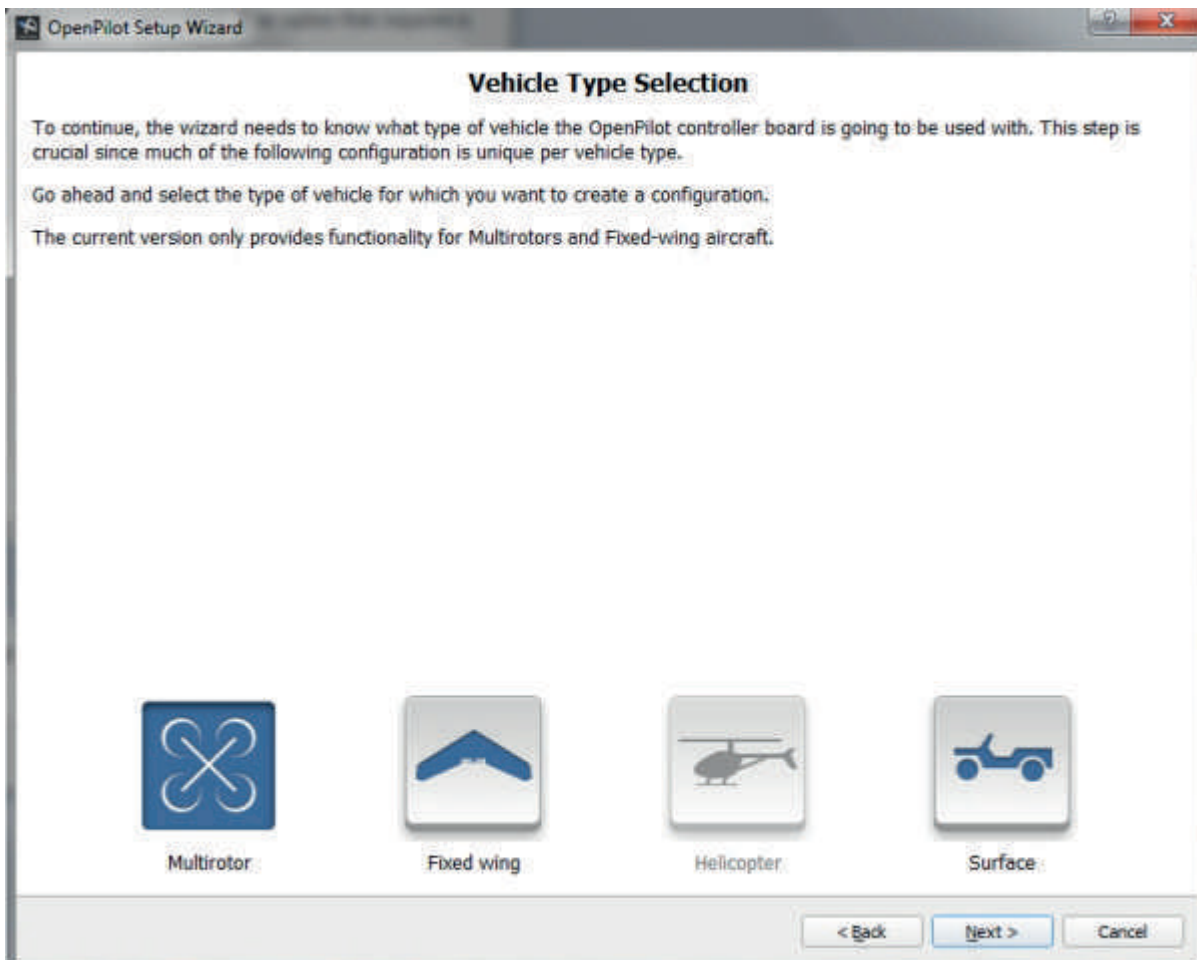 OpenPilot Setup Wizard
Vehicle Type Selection
To continue, the wizard needs to know what type of vehicle the OpenPilot controller board is going to be used with. This step is
crucial since much of the following configuration is unique per vehicle type.
Go ahead and select the type of vehicle for which you want to create a configuration.
The current version only provides functionality for Multirotors and Fixed-wing aircraft.
Multirotor
Fixed wing
Helicopter
Surface
< Back
Next >
Cancel